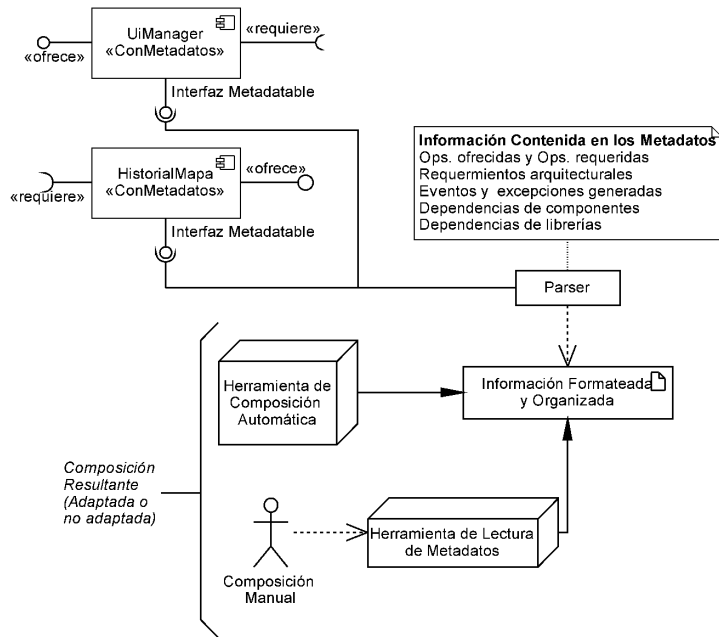 UiManager
«ConMetadatos»
«requiere»
«ofrece»
Interfaz Metadatable
HistorialMapa
«ConMetadatos»
«ofrece»
«requiere»
Interfaz Metadatable
Información Contenida en los Metadatos
Ops. ofrecidas y Ops. requeridas
Requermientos arquitecturales
Eventos y excepciones generadas
Dependencias de componentes
Dependencias de librerías
Parser
Herramienta de
Composición
Automática
Información Formateada
y Organizada
Composición
Resultante
(Adaptada o
no adaptada)
Herramienta de Lectura
de Metadatos
Composición
Manual